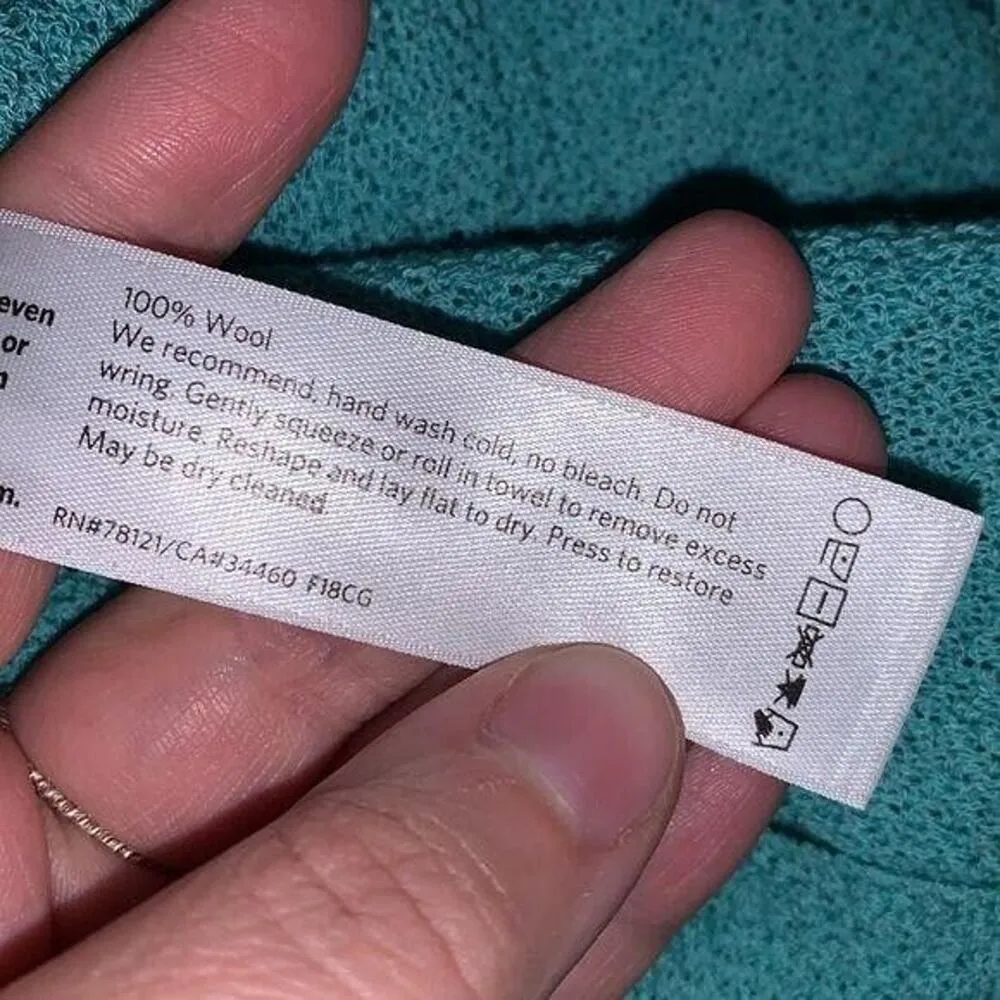 even
or
m.
100% Wool
We recommend, hand wash cold, no bleach. Do not
wring. Gently squeeze or roll in towel to remove excess
moisture. Reshape and lay flat to dry. Press to restore
May be dry cleaned.
RN#78121/CA#34460 F18CG